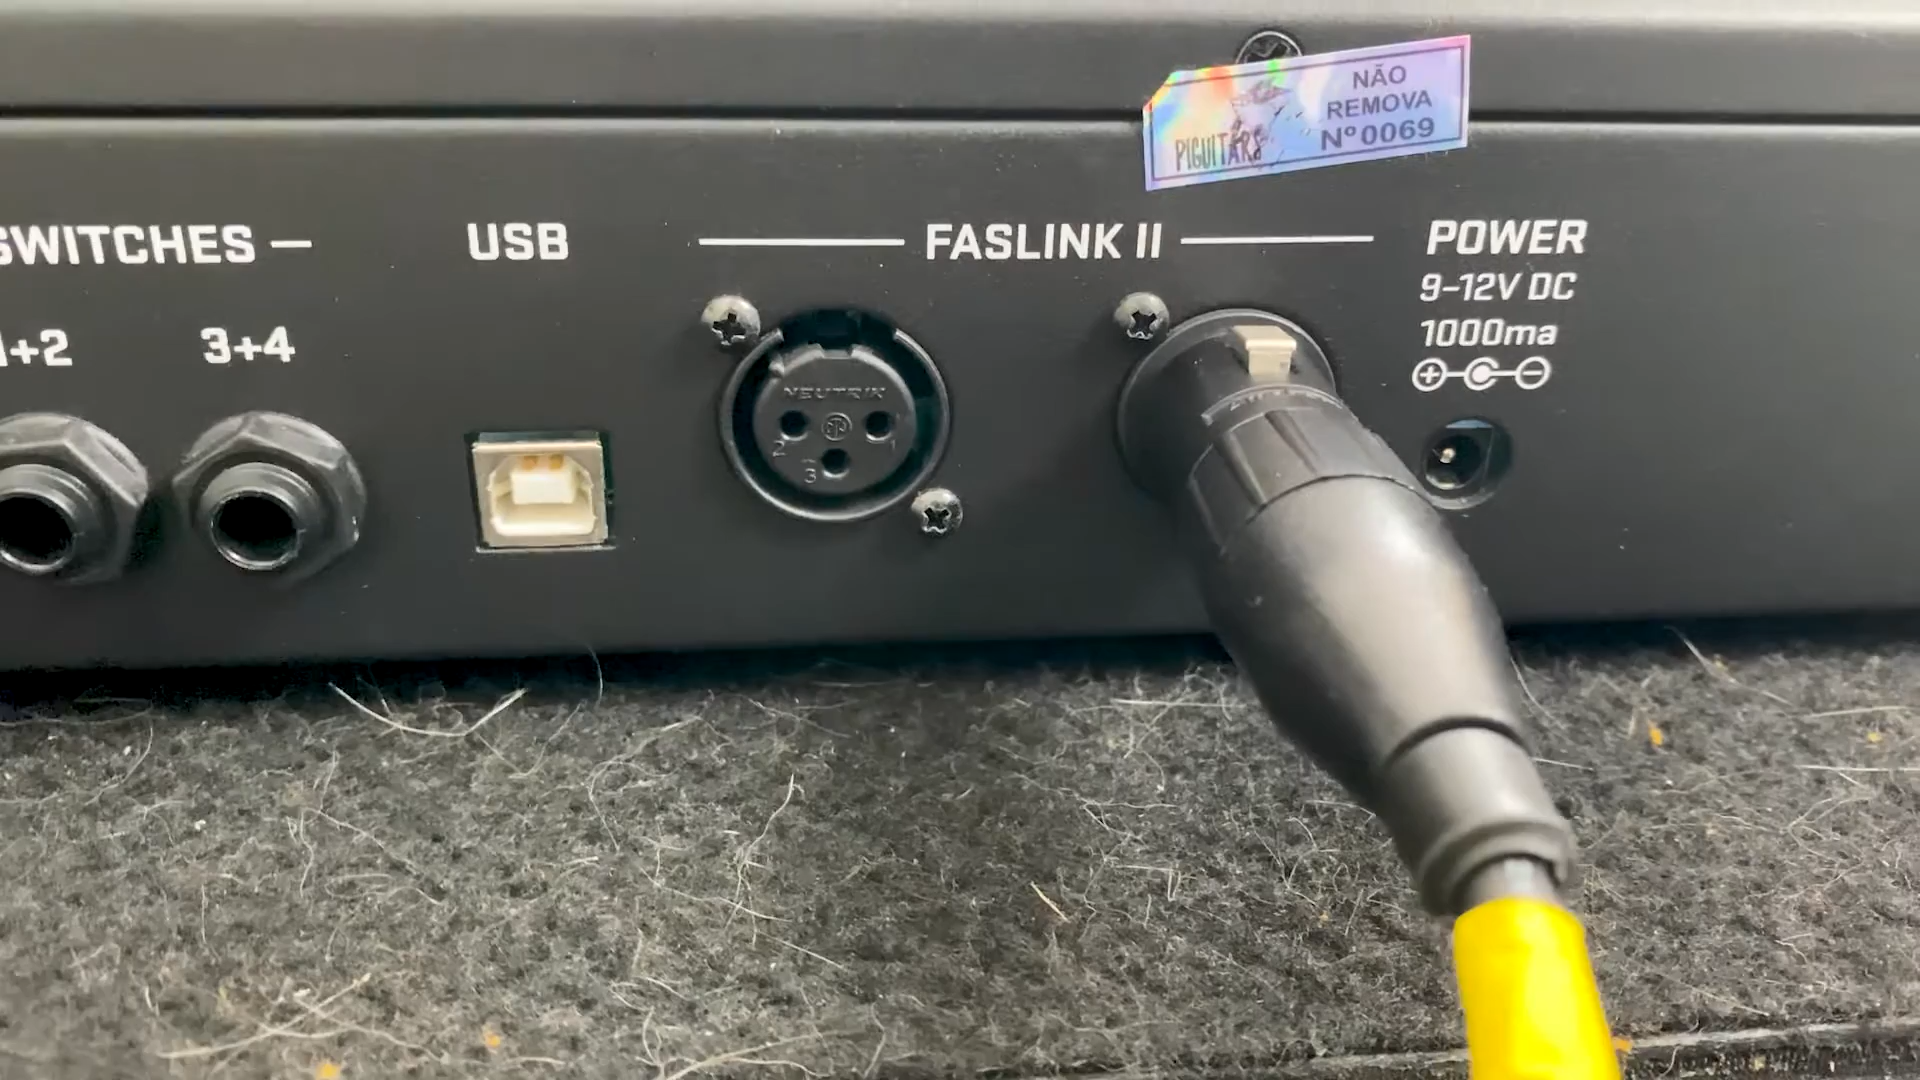 NÃO
REMOVA
PIGUITARS Nº0069
SWITCHES
USB
FASLINK II
POWER
9-12V DC
1000ma
1+2
3+4
NEUTRIK
2 1
3